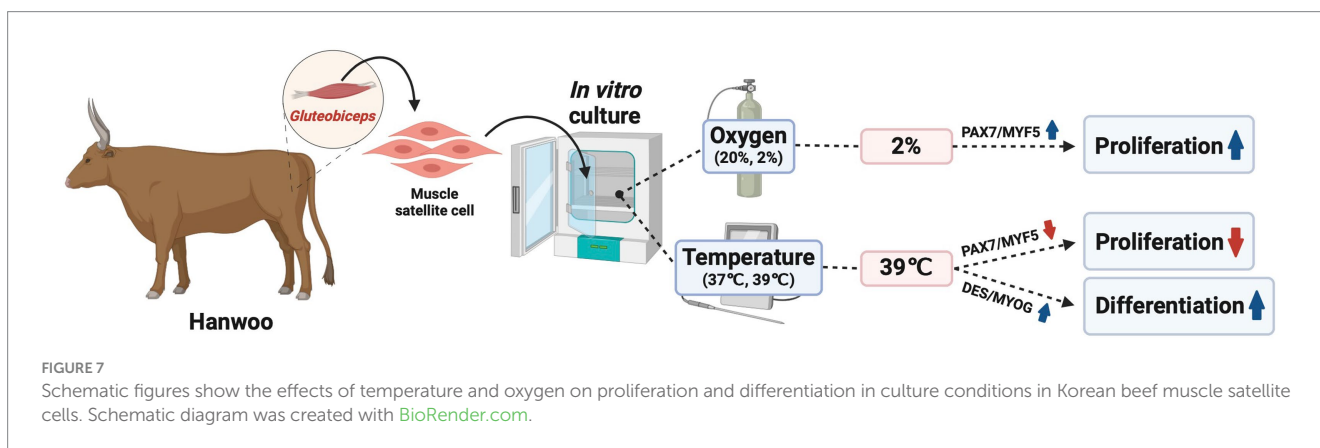 Gluteobiceps
Muscle
satellite cell
Hanwoo
In vitro
culture
Oxygen
(20%, 2%)
2%
PAX7/MYF5
Proliferation
Temperature
(37℃, 39℃)
39℃
PAX7/MYF5
Proliferation
DES/MYOG
Differentiation
FIGURE 7
Schematic figures show the effects of temperature and oxygen on proliferation and differentiation in culture conditions in Korean beef muscle satellite
cells. Schematic diagram was created with BioRender.com.